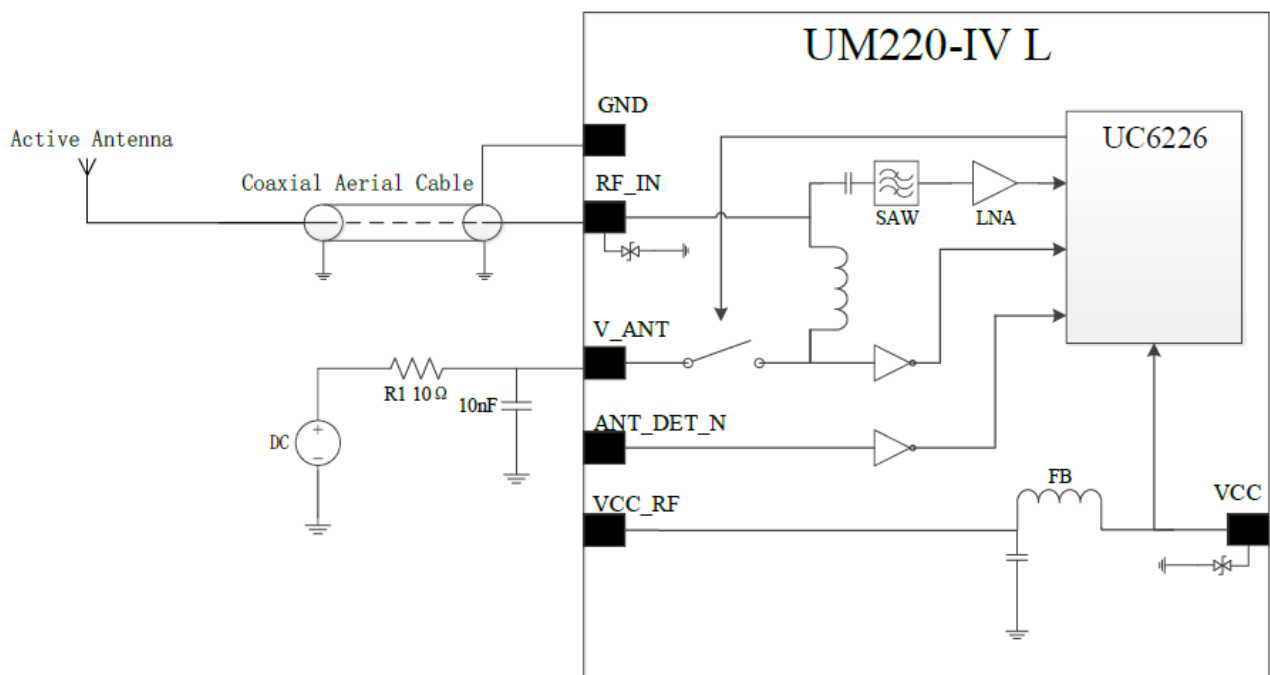 UM220-IV L
GND
UC6226
Active Antenna
Coaxial Aerial Cable
RF_IN
SAW
LNA
V_ANT
R1 10Ω
10nF
ANT_DET_N
DC
+
−
FB
VCC_RF
VCC